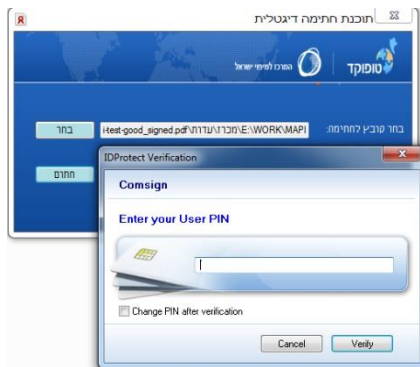 תוכנת חתימה דיגיטלית
טופוקד
המרכז למיפוי ישראל
בחר קובץ לחתימה:
i-test-good_signed.pdf\מכרז\עדות\E:\WORK\MAPI
בחר
חתום
IDProtect Verification
Comsign
Enter your User PIN
Change PIN after verification
Cancel
Verify